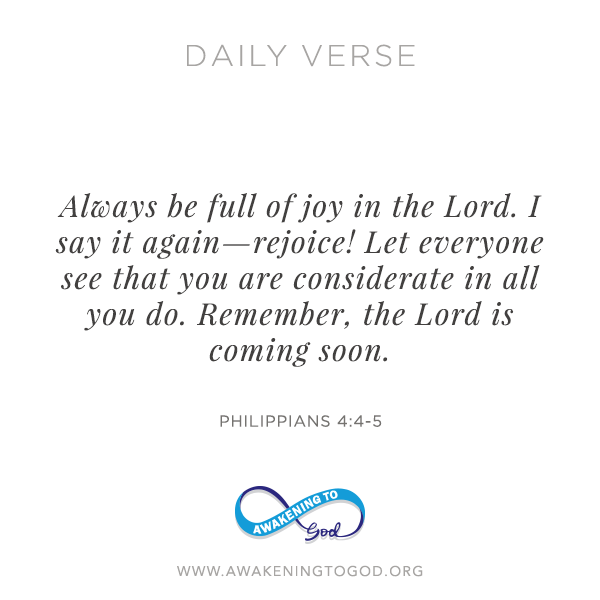 DAILY VERSE
Always be full of joy in the Lord. I
say it again—rejoice! Let everyone
see that you are considerate in all
you do. Remember, the Lord is
coming soon.
PHILIPPIANS 4:4-5
AWAKENING TO
God
WWW.AWAKENINGTOGOD.ORG